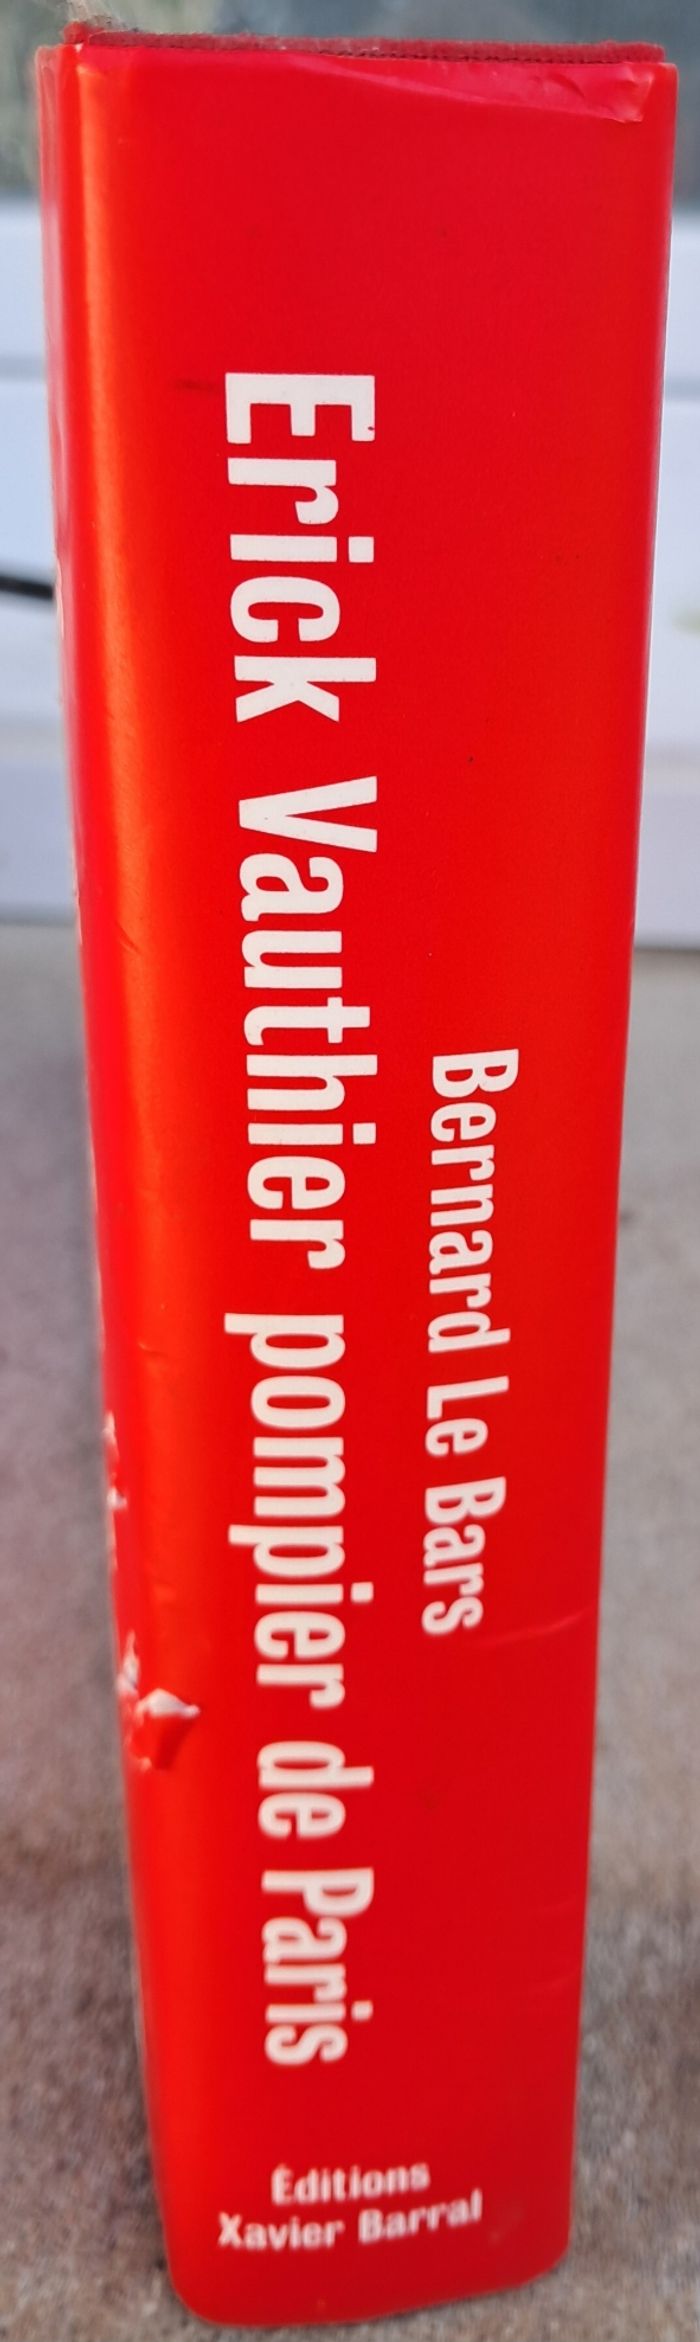 Bernard Le Bars
Erick Vauthier pompier de Paris
Éditions
Xavier Barral